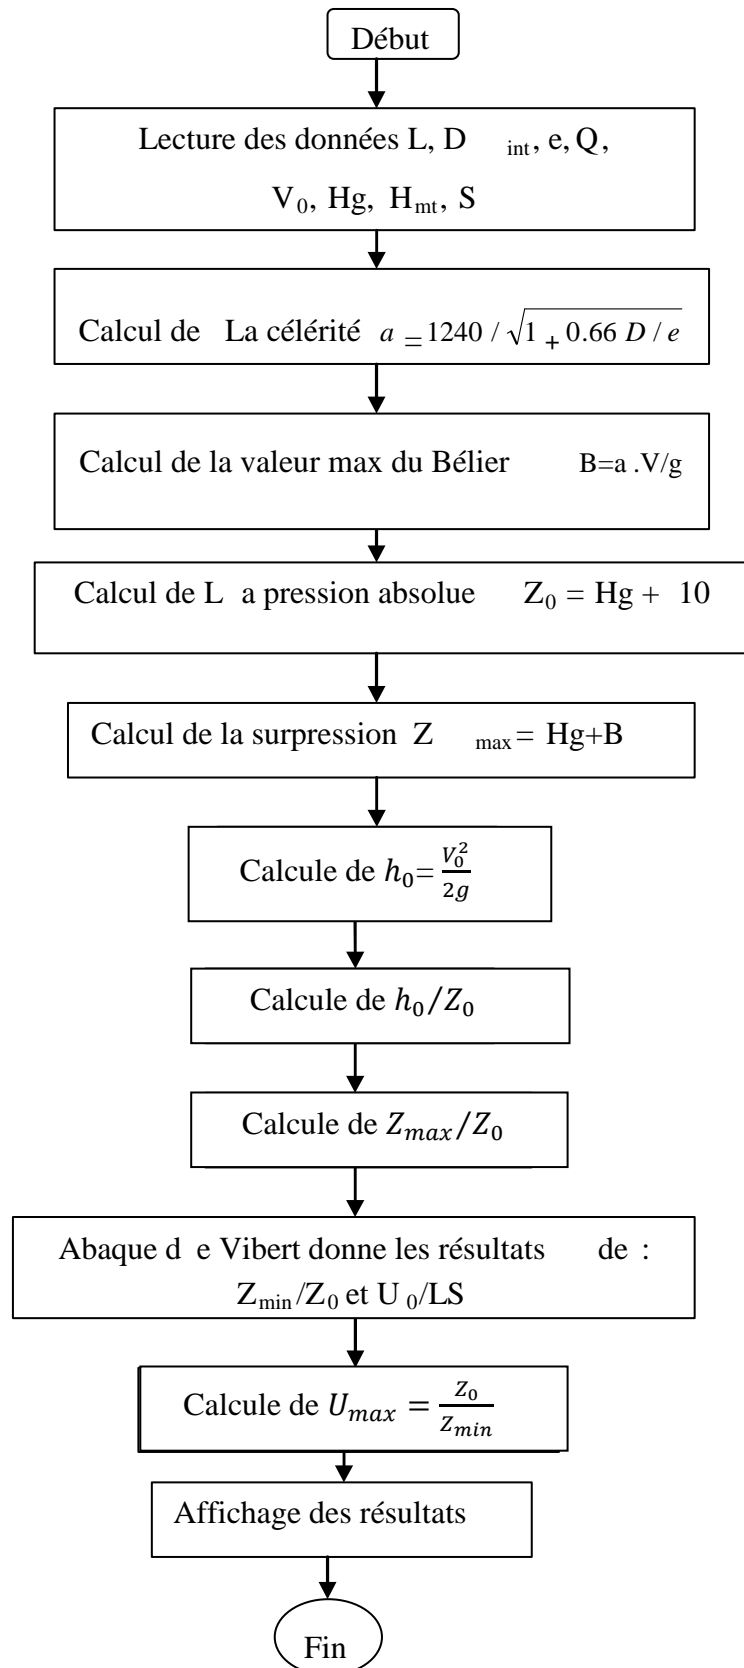 Début
Lecture des données L, D int, e, Q,
V0, Hg, Hmt, S
Calcul de La célérité a = 1240 / √1 + 0.66 D / e
Calcul de la valeur max du Bélier B=a .V/g
Calcul de L a pression absolue Z0 = Hg + 10
Calcul de la surpression Z max = Hg+B
Calcule de h0= V0²/2g
Calcule de h0/Z0
Calcule de Zmax/Z0
Abaque d e Vibert donne les résultats de :
Zmin/Z0 et U 0/LS
Calcule de Umax = Z0/Zmin
Affichage des résultats
Fin